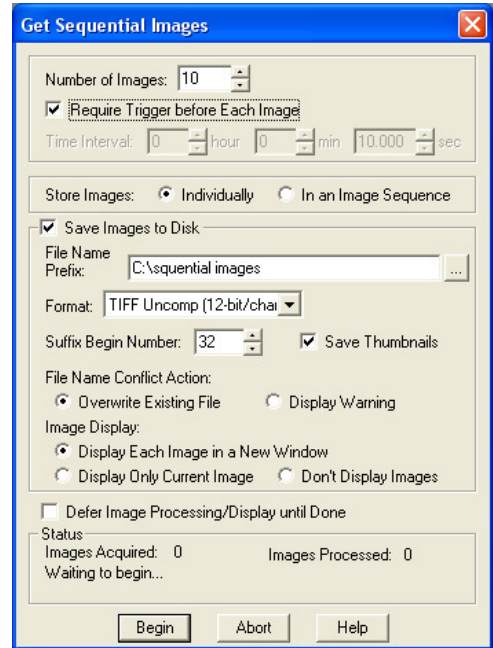 Get Sequential Images
Number of Images: 10
Require Trigger before Each Image
Time Interval: 0 hour 0 min 10.000 sec
Store Images: Individually In an Image Sequence
Save Images to Disk
File Name
Prefix: C:\squential images ...
Format: TIFF Uncomp (12-bit/chai
Suffix Begin Number: 32 Save Thumbnails
File Name Conflict Action:
Overwrite Existing File Display Warning
Image Display:
Display Each Image in a New Window
Display Only Current Image Don't Display Images
Defer Image Processing/Display until Done
Status
Images Acquired: 0 Images Processed: 0
Waiting to begin...
Begin Abort Help